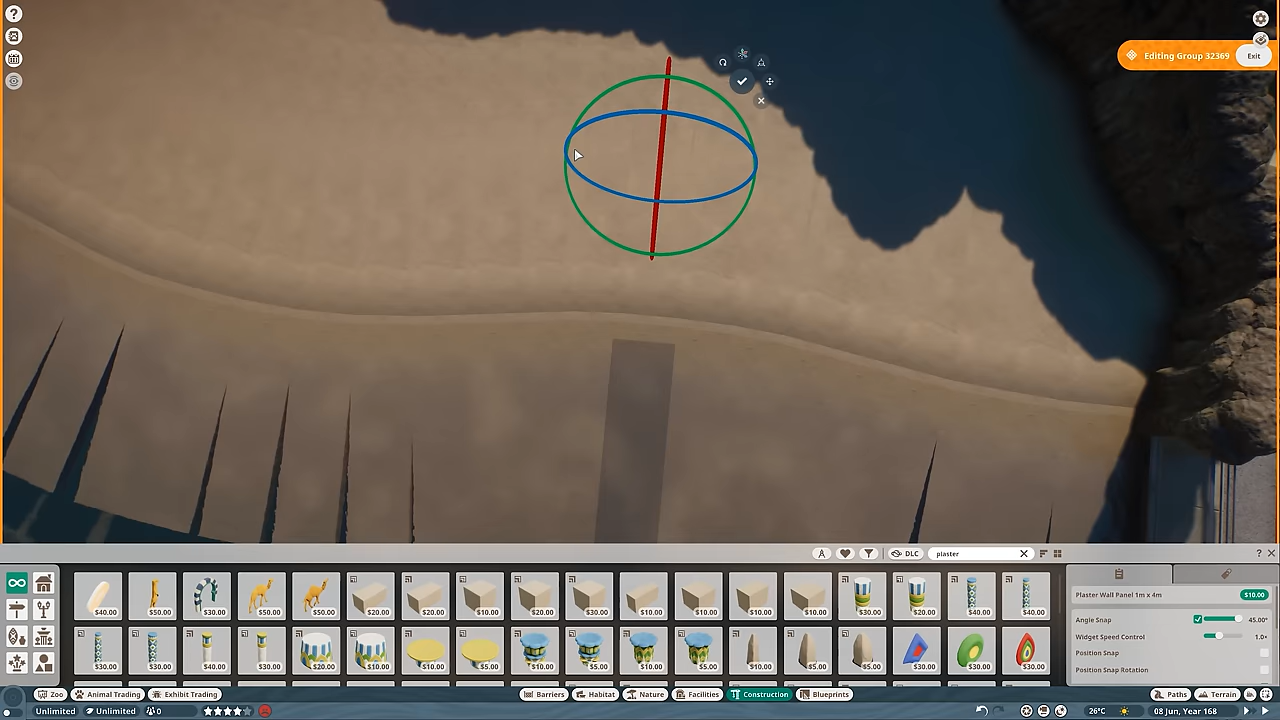 ?
Editing Group 32369
Exit
DLC
plaster
?
$40.00
$50.00
$30.00
$50.00
$50.00
$20.00
$20.00
$10.00
$20.00
$30.00
$10.00
$10.00
$10.00
$10.00
$30.00
$20.00
$40.00
$40.00
Plaster Wall Panel 1m x 4m
$10.00
Angle Snap
45.00°
Widget Speed Control
1.0×
Position Snap
Position Snap Rotation
$30.00
$30.00
$40.00
$30.00
$10.00
$5.00
$10.00
$5.00
$10.00
$5.00
$10.00
$5.00
$10.00
$5.00
$5.00
$30.00
$30.00
$30.00
Zoo
Animal Trading
Exhibit Trading
Barriers
Habitat
Nature
Facilities
Construction
Blueprints
Paths
Terrain
Unlimited
Unlimited
0
26°C
08 Jun, Year 168